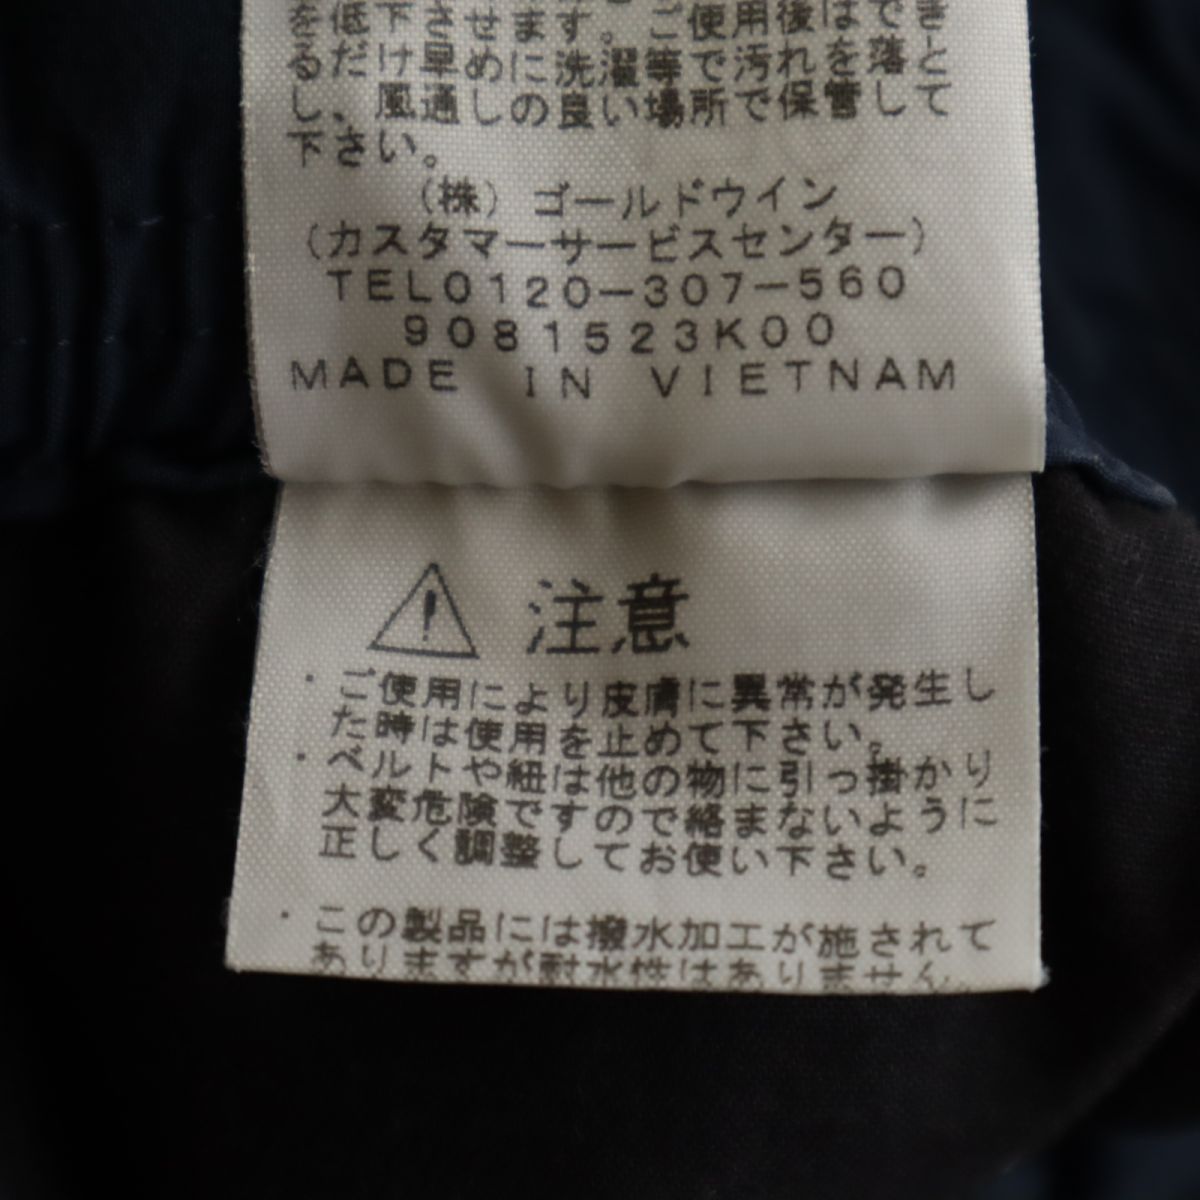 を低下させます。ご使用後はでき
るだけ早めに洗濯等で汚れを落と
し、風通しの良い場所で保管して
下さい。
(株) ゴールドウイン
(カスタマーサービスセンター)
TEL0120-307-560
9081523K00
MADE IN VIETNAM
注意
・ご使用により皮膚に異常が発生し
た時は使用を止めて下さい。
・ベルトや紐は他の物に引っ掛かり
大変危険ですので絡まないように
正しく調整してお使い下さい。
・この製品には撥水加工が施されて
ありますが耐水性はありません。